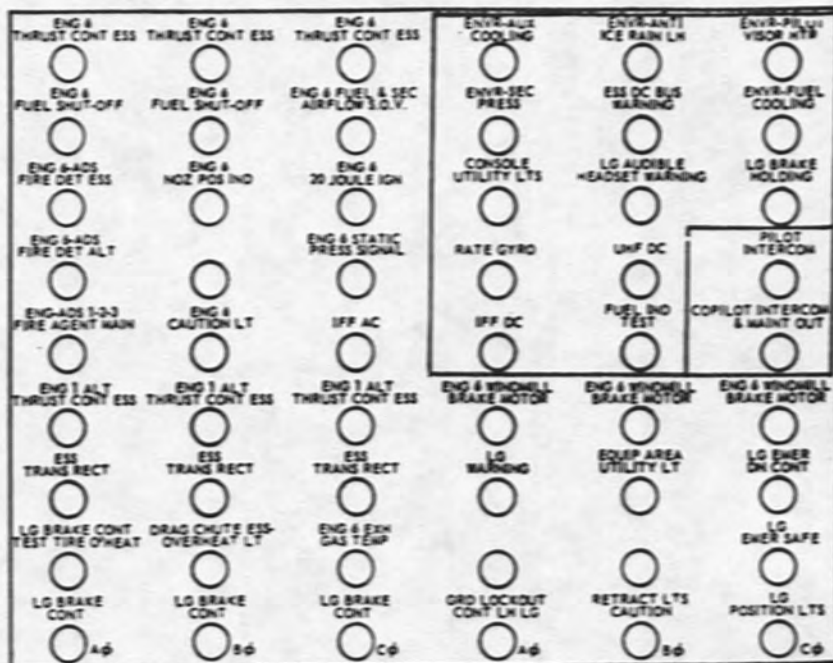 ENG 6 ENG 6 ENG 6 ENVR-AUX ENVR-ANTI ENVR-PILOT
THRUST CONT ESS THRUST CONT ESS THRUST CONT ESS COOLING ICE RAIN LH VISOR HTR
ENG 6 ENG 6 ENG 6 FUEL & SEC ENVR-SEC ESS DC BUS ENVR-FUEL
FUEL SHUT-OFF FUEL SHUT-OFF AIRFLOW S.O.V. PRESS WARNING COOLING
ENG 6-ADS ENG 6 ENG 6 CONSOLE LG AUDIBLE LG BRAKE
FIRE DET ESS NOZ POS IND 20 JOULE IGN UTILITY LTS HEADSET WARNING HOLDING
ENG 6-ADS ENG 6 STATIC PILOT
FIRE DET ALT PRESS SIGNAL RATE GYRO UHF DC INTERCOM
ENG-ADS 1-2-3 ENG 6 FUEL IND COPILOT INTERCOM
FIRE AGENT MAIN CAUTION LT IFF AC IFF DC TEST & MAINT OUT
ENG 1 ALT ENG 1 ALT ENG 1 ALT ENG 6 WINDMILL ENG 6 WINDMILL ENG 6 WINDMILL
THRUST CONT ESS THRUST CONT ESS THRUST CONT ESS BRAKE MOTOR BRAKE MOTOR BRAKE MOTOR
ESS ESS ESS LG EQUIP AREA LG EMER
TRANS RECT TRANS RECT TRANS RECT WARNING UTILITY LT DN CONT
LG BRAKE CONT DRAG CHUTE ESS- ENG 6 EXH LG
TEST TIRE O'HEAT OVERHEAT LT GAS TEMP EMER SAFE
LG BRAKE LG BRAKE LG BRAKE GRD LOCKOUT RETRACT LTS LG
CONT CONT CONT CONT LH LG CAUTION POSITION LTS
Aϕ Bϕ Cϕ Aϕ Bϕ Cϕ